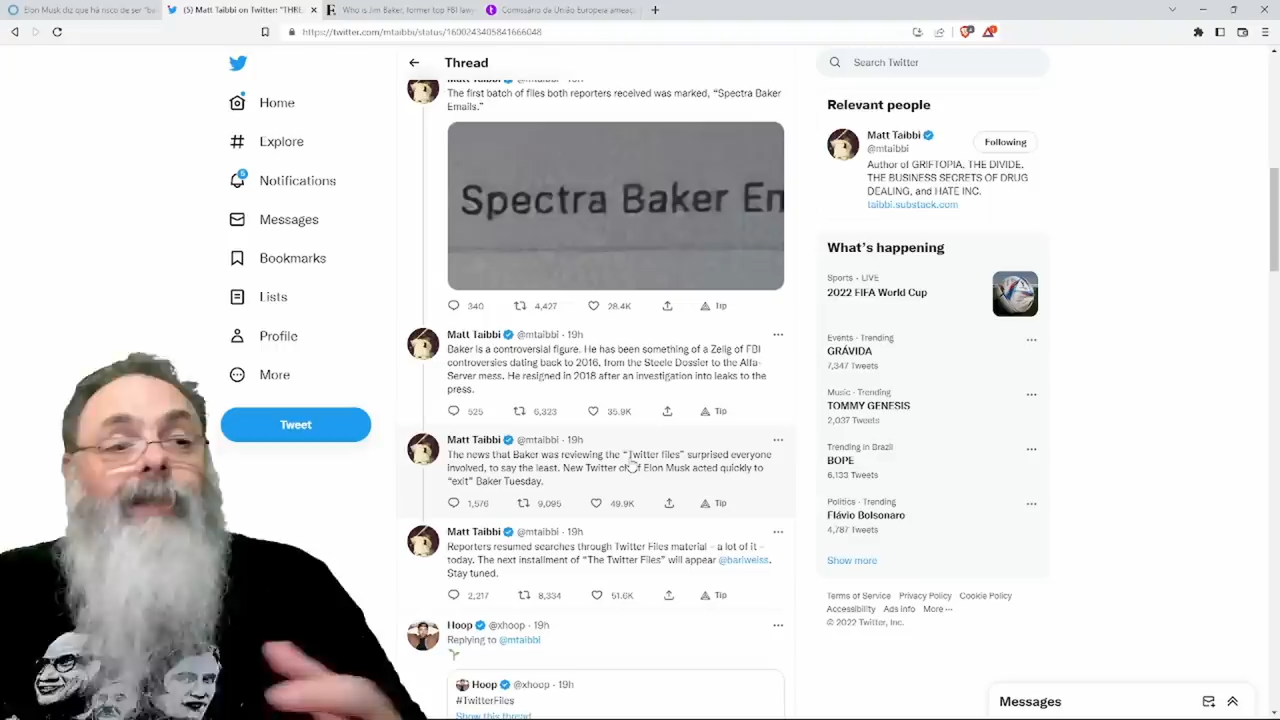 Elon Musk diz que há risco de ser "ba
(5) Matt Taibbi on Twitter: "THRE
Who is Jim Baker, former top FBI law
Comissário da União Europeia ameaç
https://twitter.com/mtaibbi/status/1600243405841666048
Thread
Search Twitter
Home
Explore
5
Notifications
Messages
Bookmarks
Lists
Profile
More
Tweet
Matt Taibbi @mtaibbi · 19h
The first batch of files both reporters received was marked, "Spectra Baker
Emails."
Spectra Baker Em
340 4,427 28.4K Tip
Matt Taibbi @mtaibbi · 19h
Baker is a controversial figure. He has been something of a Zelig of FBI
controversies dating back to 2016, from the Steele Dossier to the Alfa-
Server mess. He resigned in 2018 after an investigation into leaks to the
press.
525 6,323 35.9K Tip
Matt Taibbi @mtaibbi · 19h
The news that Baker was reviewing the "Twitter files" surprised everyone
involved, to say the least. New Twitter chief Elon Musk acted quickly to
"exit" Baker Tuesday.
1,576 9,095 49.9K Tip
Matt Taibbi @mtaibbi · 19h
Reporters resumed searches through Twitter Files material – a lot of it –
today. The next installment of "The Twitter Files" will appear @bariweiss.
Stay tuned.
2,217 8,334 51.6K Tip
Hoop @xhoop · 19h
Replying to @mtaibbi
Hoop @xhoop · 19h
#TwitterFiles
Show this thread
Relevant people
Matt Taibbi
@mtaibbi
Following
Author of GRIFTOPIA, THE DIVIDE,
THE BUSINESS SECRETS OF DRUG
DEALING, and HATE INC.
taibbi.substack.com
What's happening
Sports · LIVE
2022 FIFA World Cup
Events · Trending
GRÁVIDA
7,347 Tweets
Music · Trending
TOMMY GENESIS
2,037 Tweets
Trending in Brazil
BOPE
6,133 Tweets
Politics · Trending
Flávio Bolsonaro
4,787 Tweets
Show more
Terms of Service Privacy Policy Cookie Policy
Accessibility Ads info More ···
© 2022 Twitter, Inc.
Messages